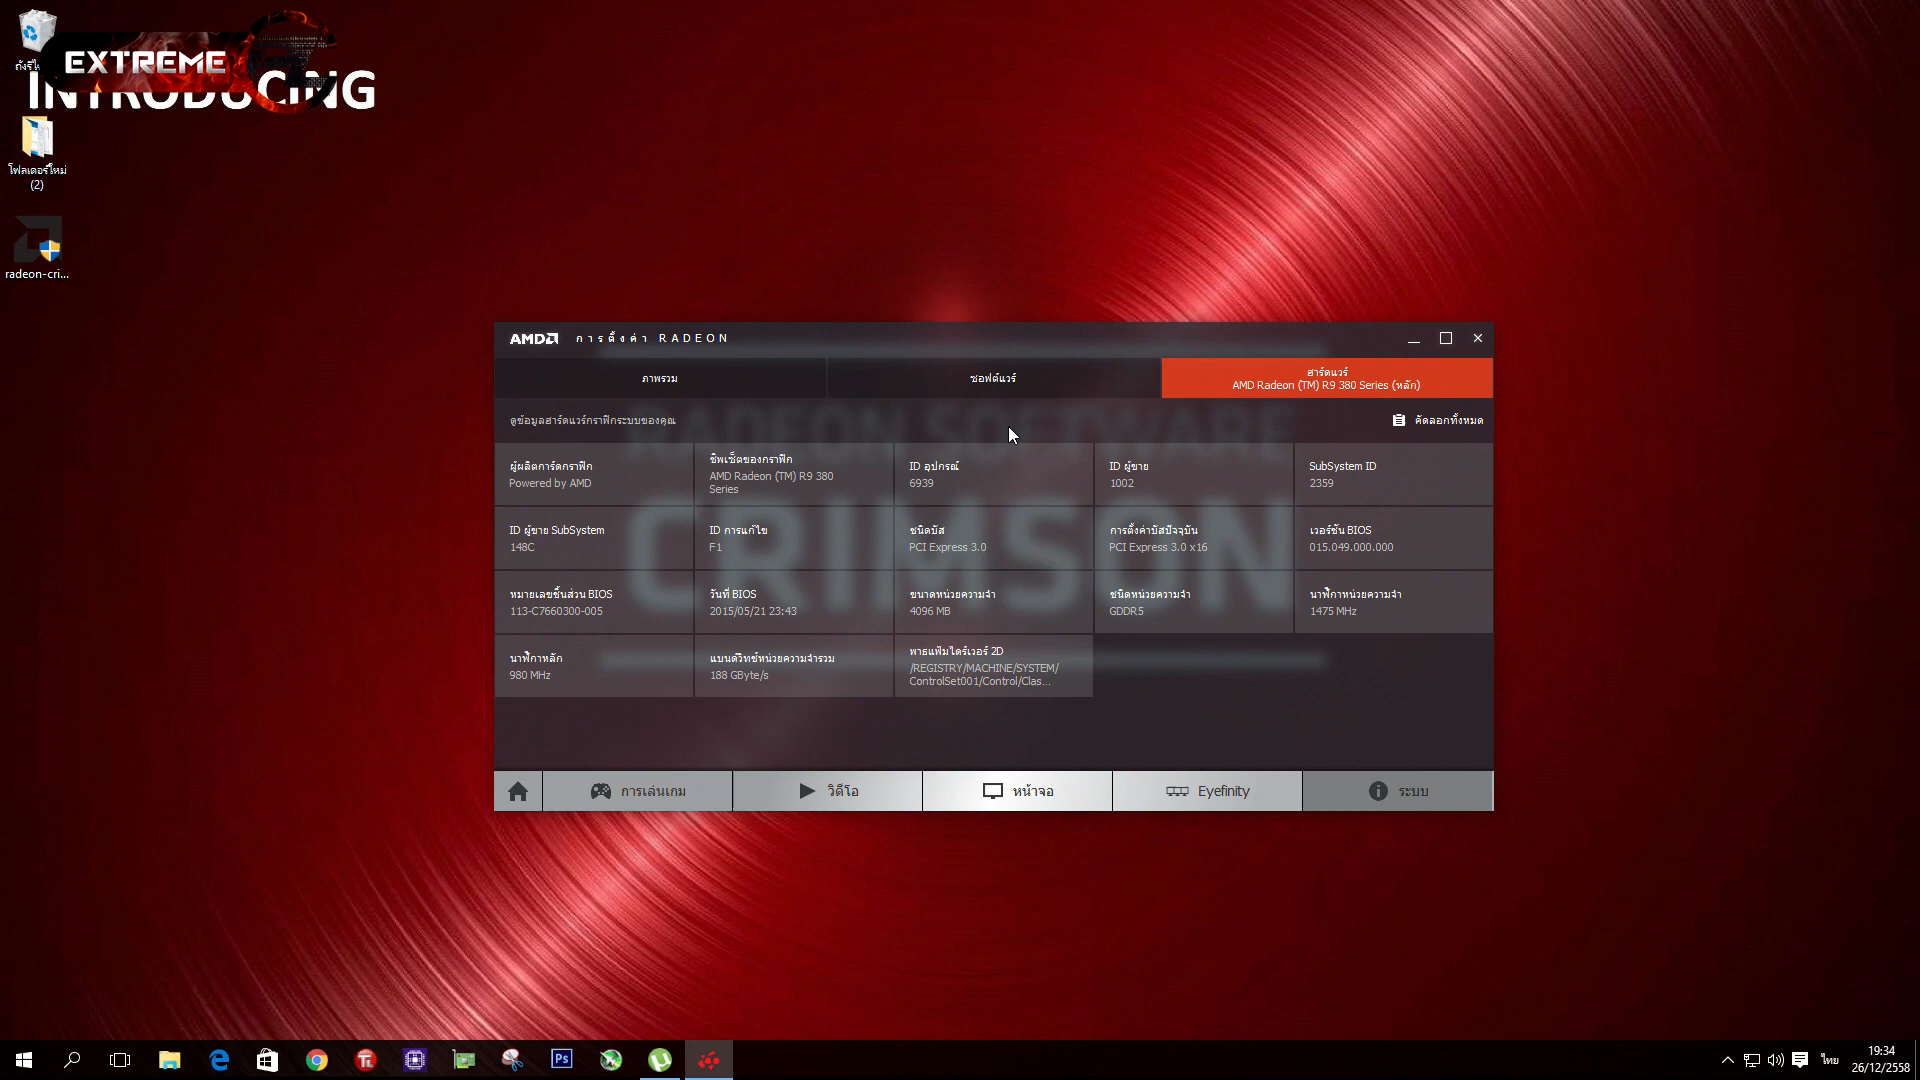 EXTREME
INTRODUCING
โฟลเดอร์ใหม่
(2)
radeon-cri...
AMD การตั้งค่า RADEON
ภาพรวม
ซอฟต์แวร์
ฮาร์ดแวร์
AMD Radeon (TM) R9 380 Series (หลัก)
ดูข้อมูลฮาร์ดแวร์กราฟิกระบบของคุณ
คัดลอกทั้งหมด
RADEON SOFTWARE
CRIMSON
ผู้ผลิตการ์ดกราฟิก
Powered by AMD
ชิพเซ็ตของกราฟิก
AMD Radeon (TM) R9 380
Series
ID อุปกรณ์
6939
ID ผู้ขาย
1002
SubSystem ID
2359
ID ผู้ขาย SubSystem
148C
ID การแก้ไข
F1
ชนิดบัส
PCI Express 3.0
การตั้งค่าบัสปัจจุบัน
PCI Express 3.0 x16
เวอร์ชัน BIOS
015.049.000.000
หมายเลขชิ้นส่วน BIOS
113-C7660300-005
วันที่ BIOS
2015/05/21 23:43
ขนาดหน่วยความจำ
4096 MB
ชนิดหน่วยความจำ
GDDR5
นาฬิกาหน่วยความจำ
1475 MHz
นาฬิกาหลัก
980 MHz
แบนด์วิทช์หน่วยความจำรวม
188 GByte/s
พาธแฟ้มไดร์เวอร์ 2D
/REGISTRY/MACHINE/SYSTEM/
ControlSet001/Control/Clas...
การเล่นเกม
วิดีโอ
หน้าจอ
Eyefinity
ระบบ
Ps
ไทย
19:34
26/12/2558